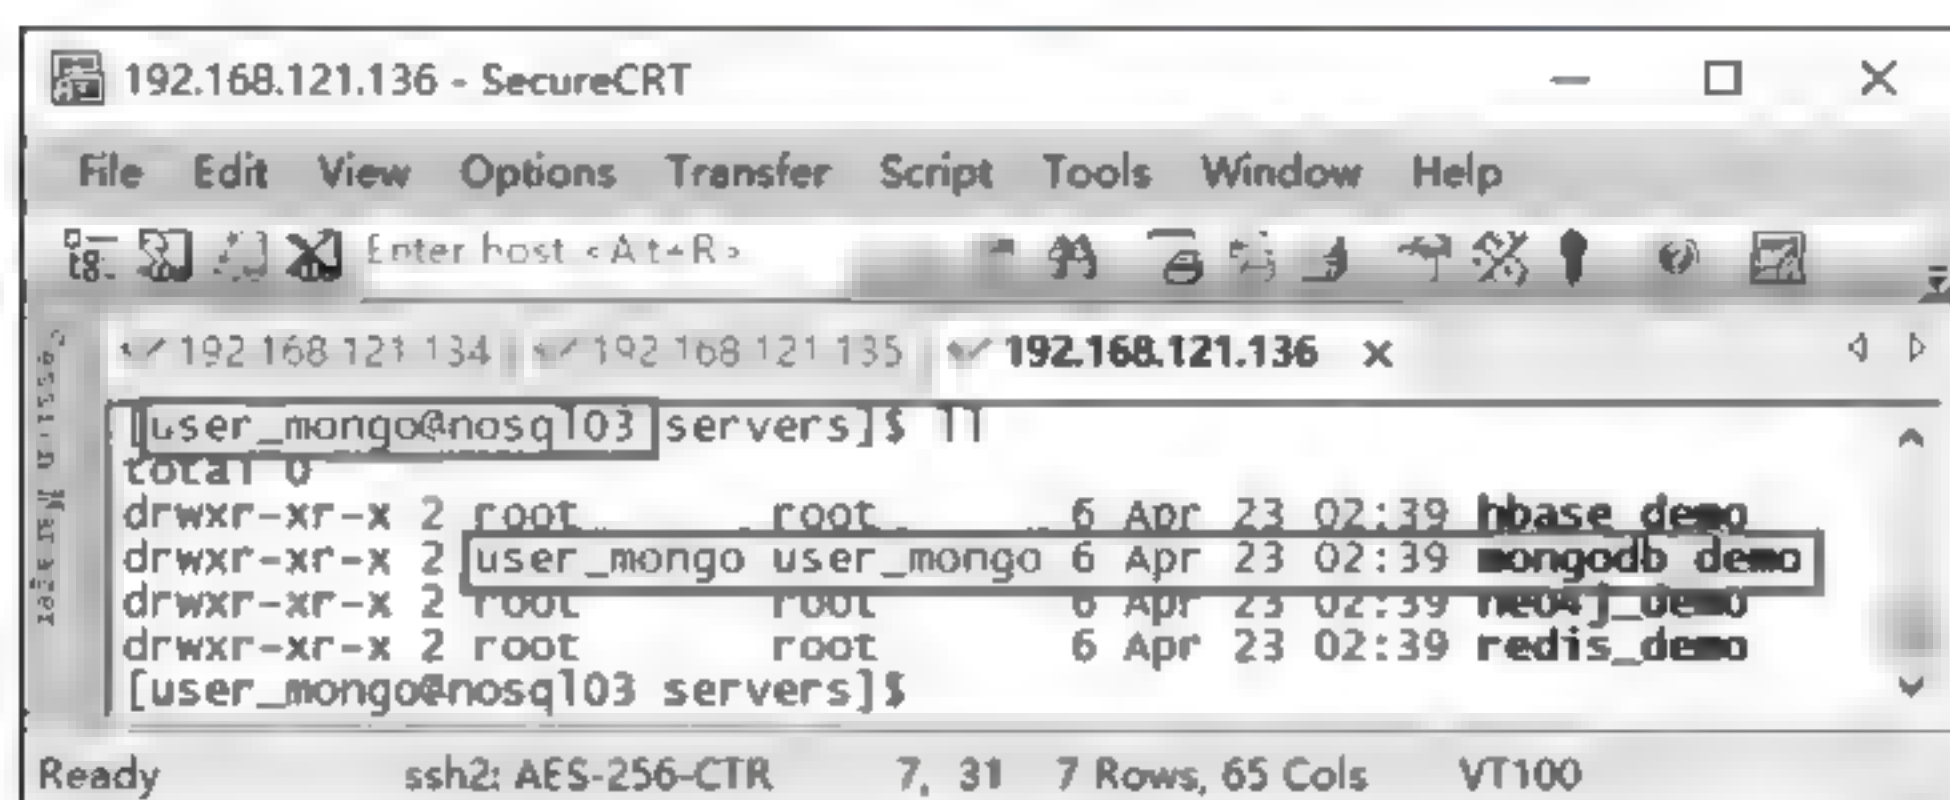 192.168.121.136 - SecureCRT
File Edit View Options Transfer Script Tools Window Help
Enter host <Alt+R>
192.168.121.134 192.168.121.135 192.168.121.136
[user_mongo@nosql03 servers]$ ll
total 0
drwxr-xr-x 2 root root 6 Apr 23 02:39 hbase_demo
drwxr-xr-x 2 user_mongo user_mongo 6 Apr 23 02:39 mongodb_demo
drwxr-xr-x 2 root root 6 Apr 23 02:39 neo4j_demo
drwxr-xr-x 2 root root 6 Apr 23 02:39 redis_demo
[user_mongo@nosql03 servers]$
Ready ssh2: AES-256-CTR 7, 31 7 Rows, 65 Cols VT100